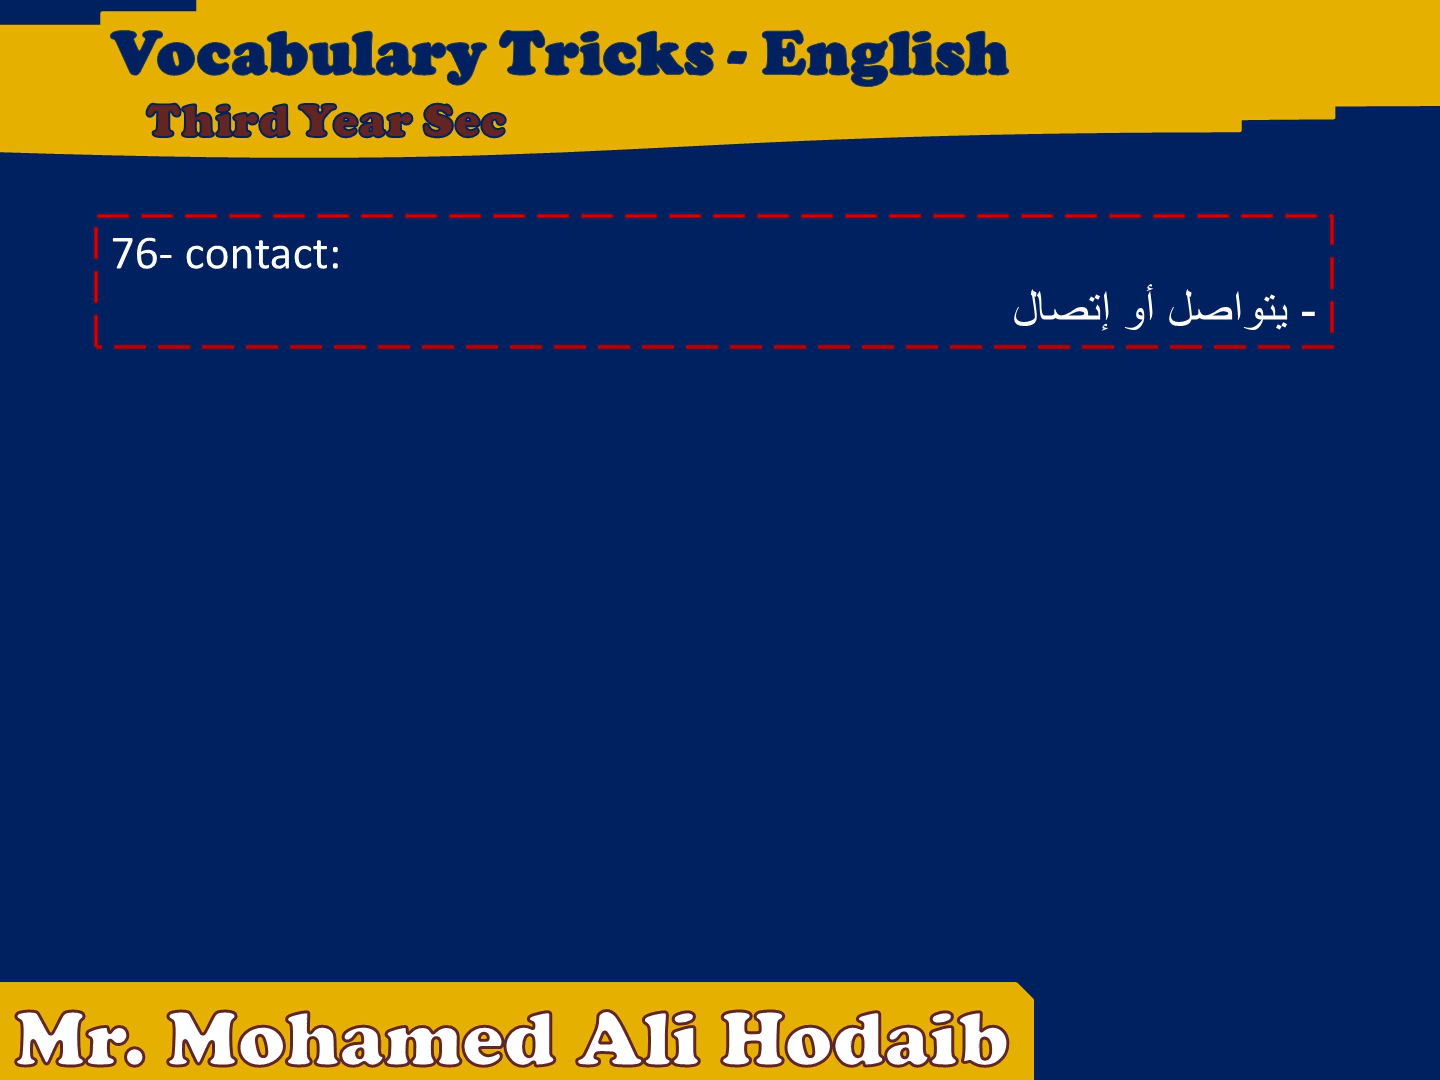 Vocabulary Tricks - English
Third Year Sec
76- contact:
- يتواصل أو إتصال
Mr. Mohamed Ali Hodaib